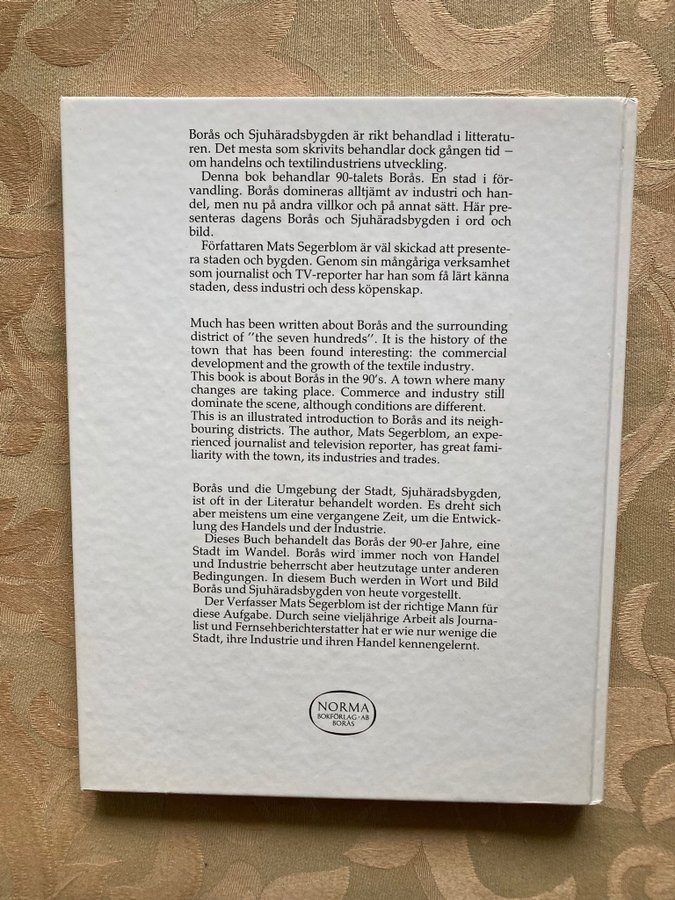 Borås och Sjuhäradsbygden är rikt behandlad i litteratu-
ren. Det mesta som skrivits behandlar dock gången tid –
om handelns och textilindustriens utveckling.
Denna bok behandlar 90-talets Borås. En stad i för-
vandling. Borås domineras alltjämt av industri och han-
del, men nu på andra villkor och på annat sätt. Här pre-
senteras dagens Borås och Sjuhäradsbygden i ord och
bild.
Författaren Mats Segerblom är väl skickad att presente-
ra staden och bygden. Genom sin mångåriga verksamhet
som journalist och TV-reporter har han som få lärt känna
staden, dess industri och dess köpenskap.
Much has been written about Borås and the surrounding
district of "the seven hundreds". It is the history of the
town that has been found interesting: the commercial
development and the growth of the textile industry.
This book is about Borås in the 90's. A town where many
changes are taking place. Commerce and industry still
dominate the scene, although conditions are different.
This is an illustrated introduction to Borås and its neigh-
bouring districts. The author, Mats Segerblom, an expe-
rienced journalist and television reporter, has great fami-
liarity with the town, its industries and trades.
Borås und die Umgebung der Stadt, Sjuhäradsbygden,
ist oft in der Literatur behandelt worden. Es dreht sich
aber meistens um eine vergangene Zeit, um die Entwick-
lung des Handels und der Industrie.
Dieses Buch behandelt das Borås der 90-er Jahre, eine
Stadt im Wandel. Borås wird immer noch von Handel
und Industrie beherrscht aber heutzutage unter anderen
Bedingungen. In diesem Buch werden in Wort und Bild
Borås und Sjuhäradsbygden von heute vorgestellt.
Der Verfasser Mats Segerblom ist der richtige Mann für
diese Aufgabe. Durch seine vieljährige Arbeit als Journa-
list und Fernsehberichterstatter hat er wie nur wenige die
Stadt, ihre Industrie und ihren Handel kennengelernt.
NORMA
BOKFÖRLAG·AB
BORÅS